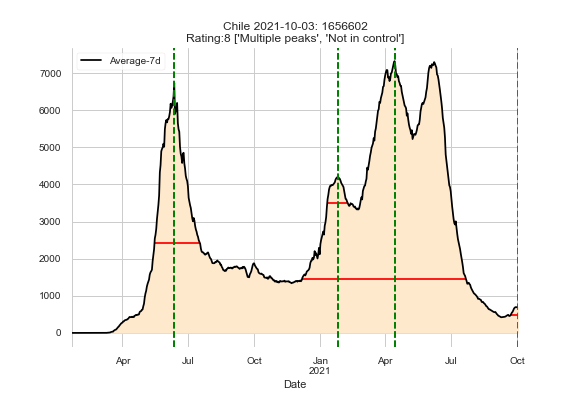 Chile 2021-10-03: 1656602
Rating:8 ['Multiple peaks', 'Not in control']
Average-7d
7000
6000
5000
4000
3000
2000
1000
0
Apr
Jul
Oct
Jan
2021
Apr
Jul
Oct
Date